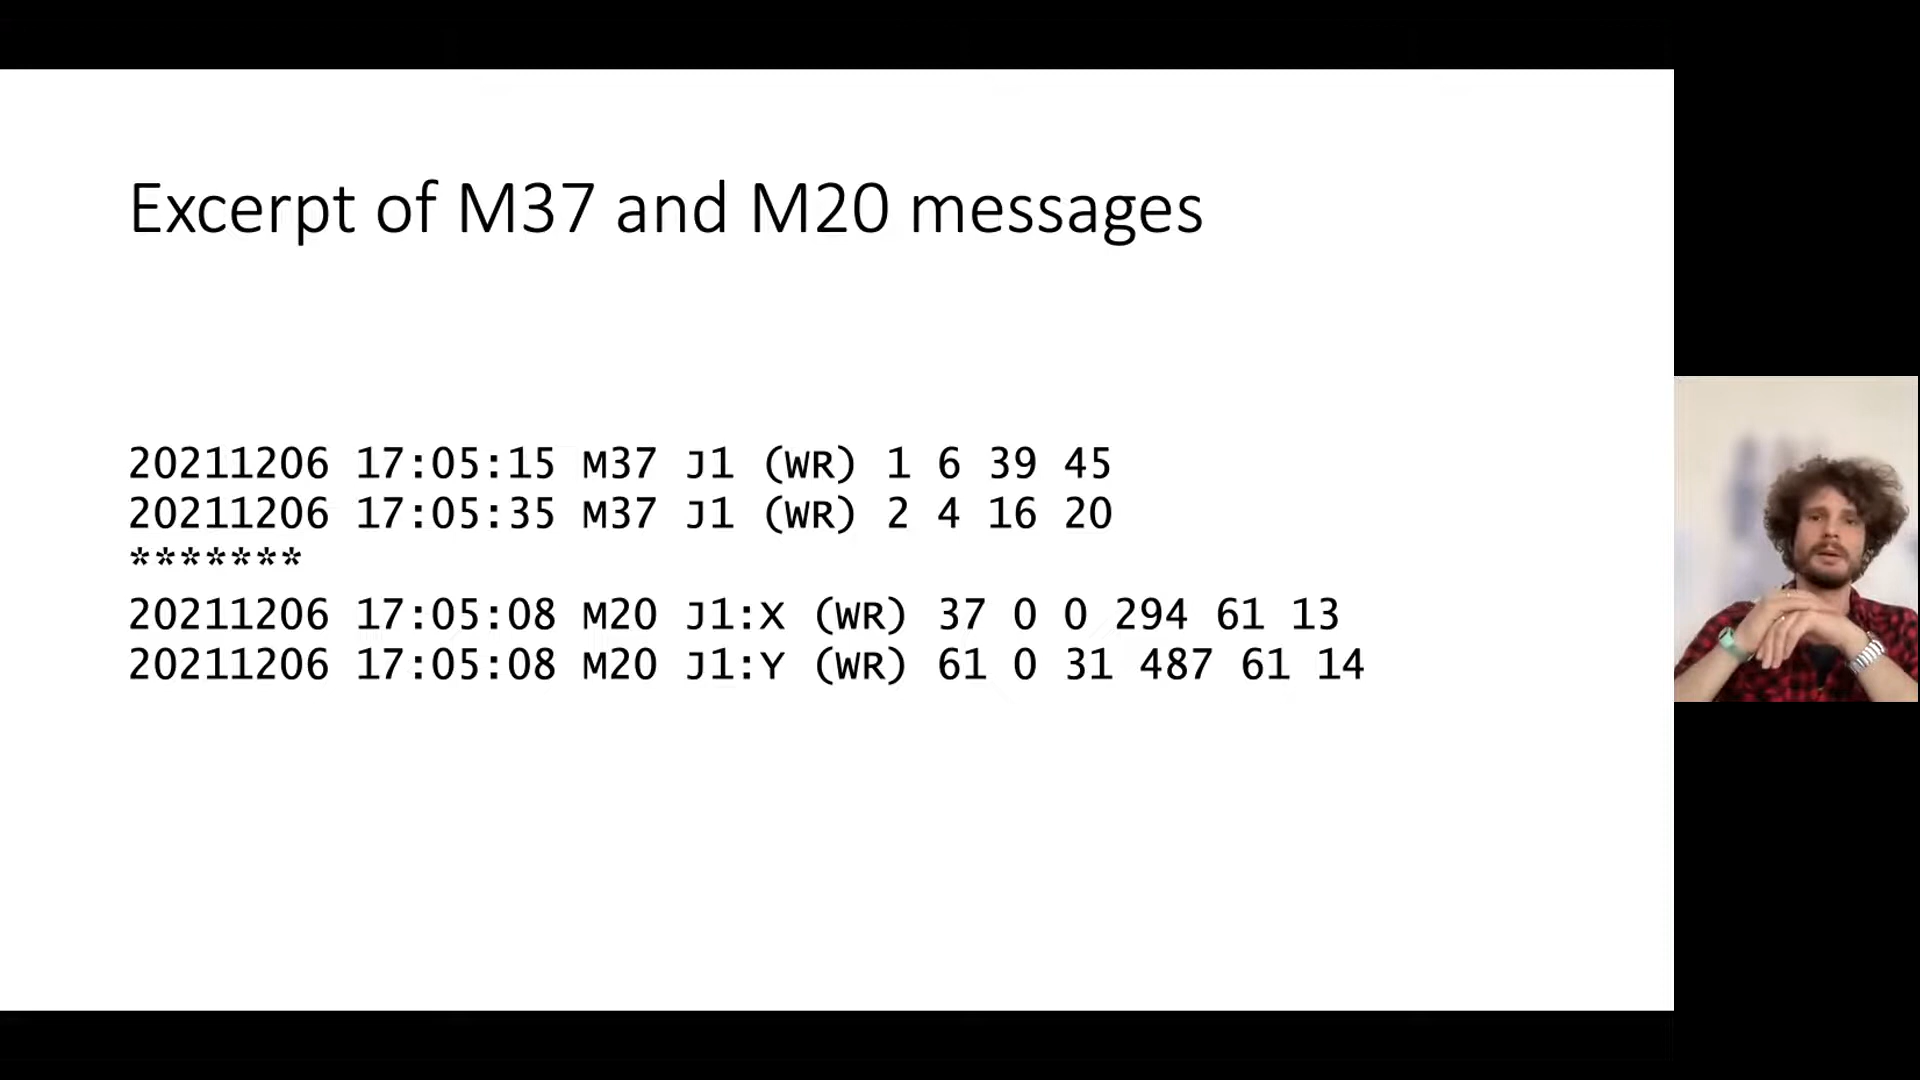 Excerpt of M37 and M20 messages
20211206 17:05:15 M37 J1 (WR) 1 6 39 45
20211206 17:05:35 M37 J1 (WR) 2 4 16 20
*******
20211206 17:05:08 M20 J1:X (WR) 37 0 0 294 61 13
20211206 17:05:08 M20 J1:Y (WR) 61 0 31 487 61 14